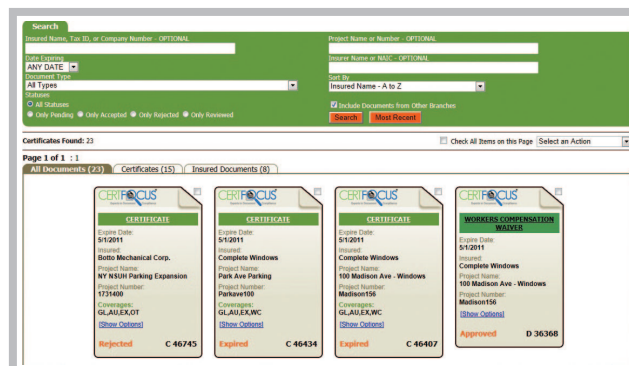 Search
Insured Name, Tax ID, or Company Number - OPTIONAL
Project Name or Number - OPTIONAL
Date Expiring
Insurer Name or NAIC - OPTIONAL
ANY DATE
Document Type
Sort By
All Types
Insured Name - A to Z
Statuses
All Statuses
Include Documents from Other Branches
Only Pending Only Accepted Only Rejected Only Reviewed
Search Most Recent
Certificates Found: 23
Check All Items on this Page Select an Action
Page 1 of 1 : 1
All Documents (23) Certificates (15) Insured Documents (8)
CERTFOCUS
CERTIFICATE
Expire Date:
5/1/2011
Insured:
Botto Mechanical Corp.
Project Name:
NY NSUH Parking Expansion
Project Number:
1731400
Coverages:
GL,AU,EX,OT
[Show Options]
Rejected C 46745
CERTFOCUS
CERTIFICATE
Expire Date:
5/1/2011
Insured:
Complete Windows
Project Name:
Park Ave Parking
Project Number:
Parkave100
Coverages:
GL,AU,EX,WC
[Show Options]
Expired C 46434
CERTFOCUS
CERTIFICATE
Expire Date:
5/1/2011
Insured:
Complete Windows
Project Name:
100 Madison Ave - Windows
Project Number:
Madison156
Coverages:
GL,AU,EX,WC
[Show Options]
Expired C 46407
CERTFOCUS
WORKERS COMPENSATION
WAIVER
Expire Date:
5/1/2011
Insured:
Complete Windows
Project Name:
100 Madison Ave - Windows
Project Number:
Madison156
[Show Options]
Approved D 36368